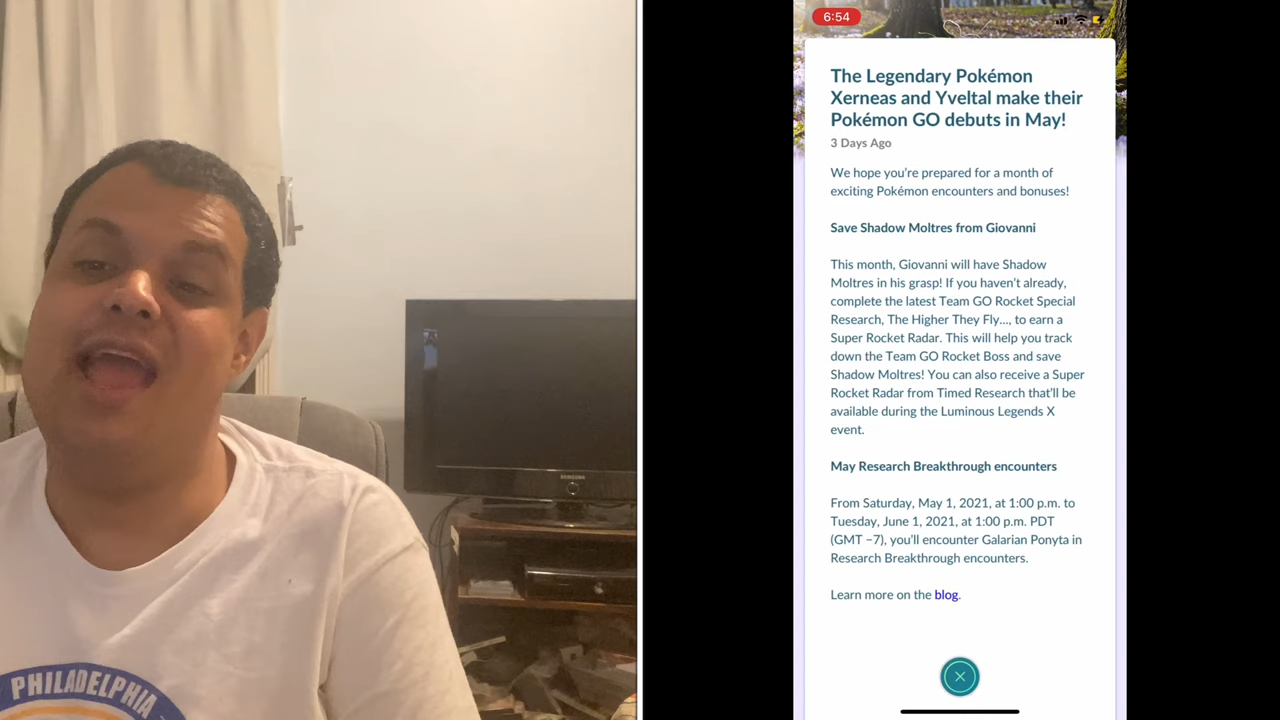 PHILADELPHIA
SAMSUNG
6:54
The Legendary Pokémon
Xerneas and Yveltal make their
Pokémon GO debuts in May!
3 Days Ago
We hope you're prepared for a month of
exciting Pokémon encounters and bonuses!
Save Shadow Moltres from Giovanni
This month, Giovanni will have Shadow
Moltres in his grasp! If you haven't already,
complete the latest Team GO Rocket Special
Research, The Higher They Fly..., to earn a
Super Rocket Radar. This will help you track
down the Team GO Rocket Boss and save
Shadow Moltres! You can also receive a Super
Rocket Radar from Timed Research that'll be
available during the Luminous Legends X
event.
May Research Breakthrough encounters
From Saturday, May 1, 2021, at 1:00 p.m. to
Tuesday, June 1, 2021, at 1:00 p.m. PDT
(GMT −7), you'll encounter Galarian Ponyta in
Research Breakthrough encounters.
Learn more on the blog.